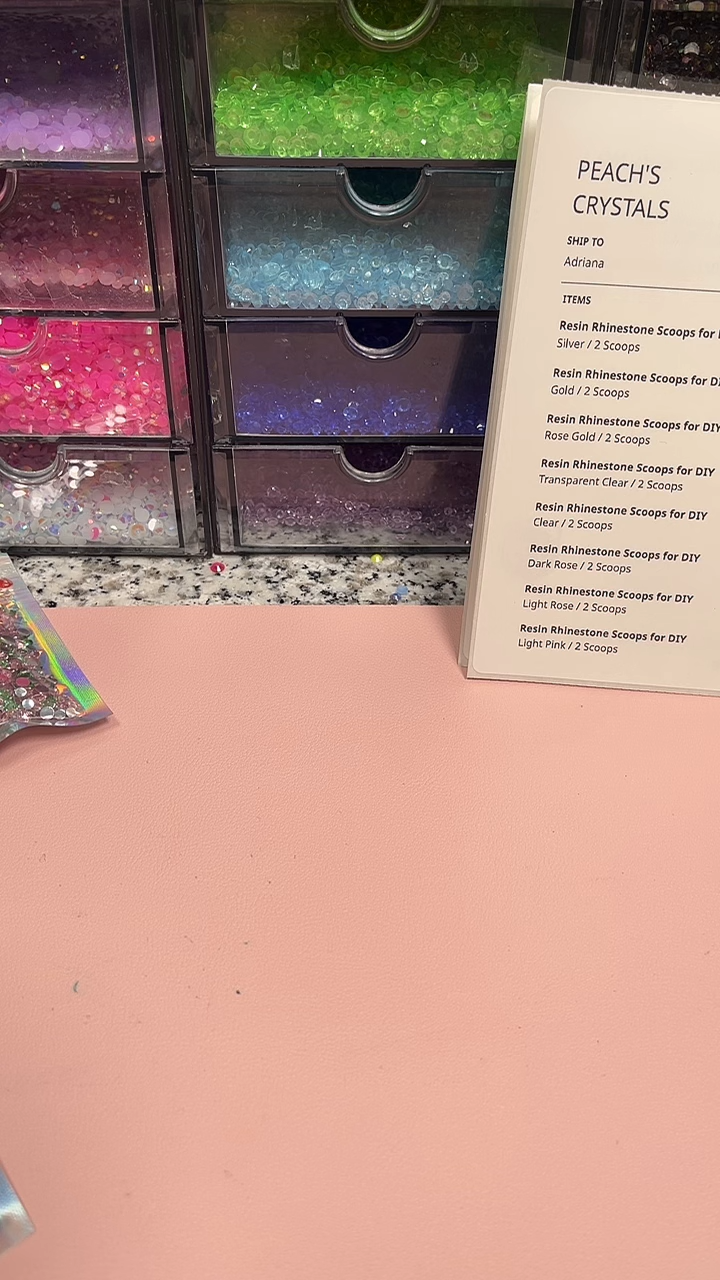 PEACH'S
CRYSTALS
SHIP TO
Adriana
ITEMS
Resin Rhinestone Scoops for
Silver / 2 Scoops
Resin Rhinestone Scoops for
Gold / 2 Scoops
Resin Rhinestone Scoops for DIY
Rose Gold / 2 Scoops
Resin Rhinestone Scoops for DIY
Transparent Clear / 2 Scoops
Resin Rhinestone Scoops for DIY
Clear / 2 Scoops
Resin Rhinestone Scoops for DIY
Dark Rose / 2 Scoops
Resin Rhinestone Scoops for DIY
Light Rose / 2 Scoops
Resin Rhinestone Scoops for DIY
Light Pink / 2 Scoops